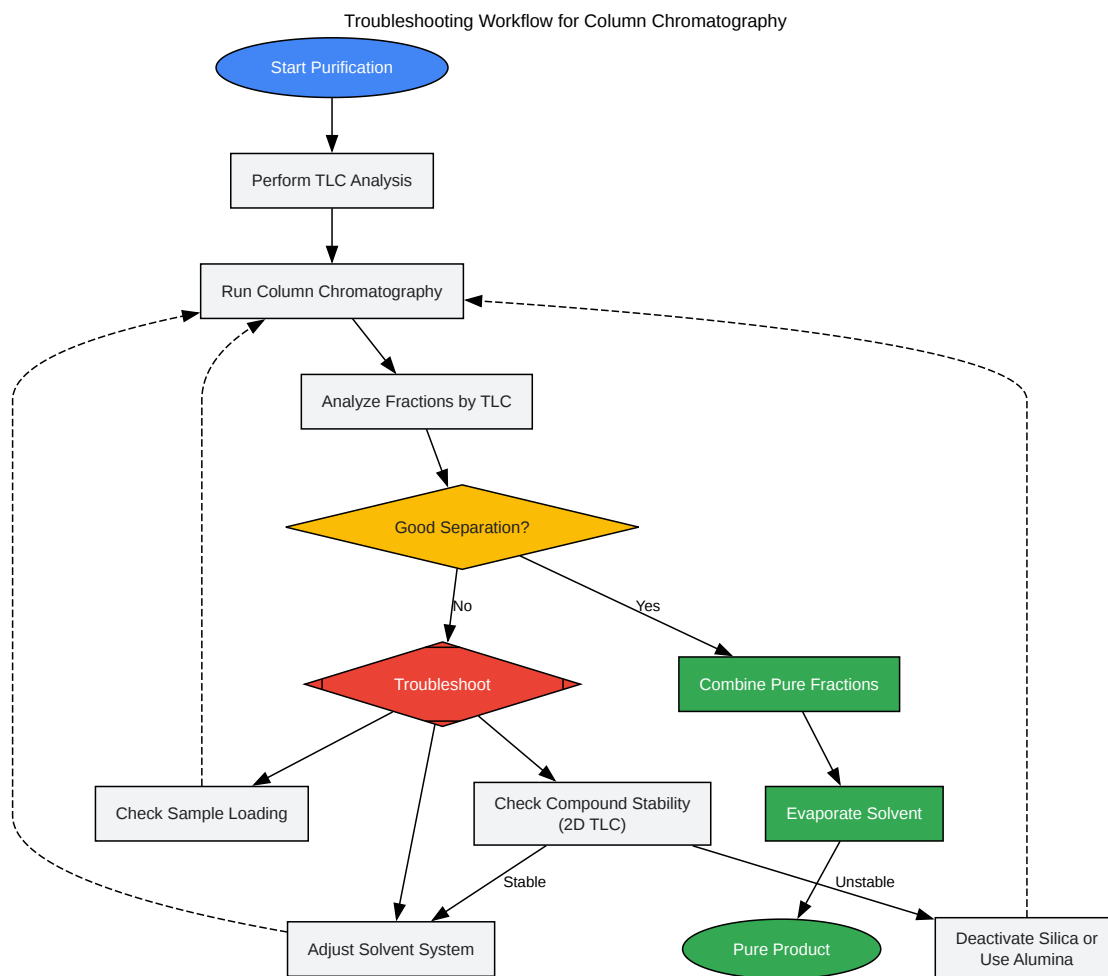 Troubleshooting Workflow for Column Chromatography
Start Purification
Perform TLC Analysis
Run Column Chromatography
Analyze Fractions by TLC
Good Separation?
No
Yes
Troubleshoot
Combine Pure Fractions
Check Sample Loading
Check Compound Stability
(2D TLC)
Evaporate Solvent
Stable
Unstable
Adjust Solvent System
Pure Product
Deactivate Silica or
Use Alumina